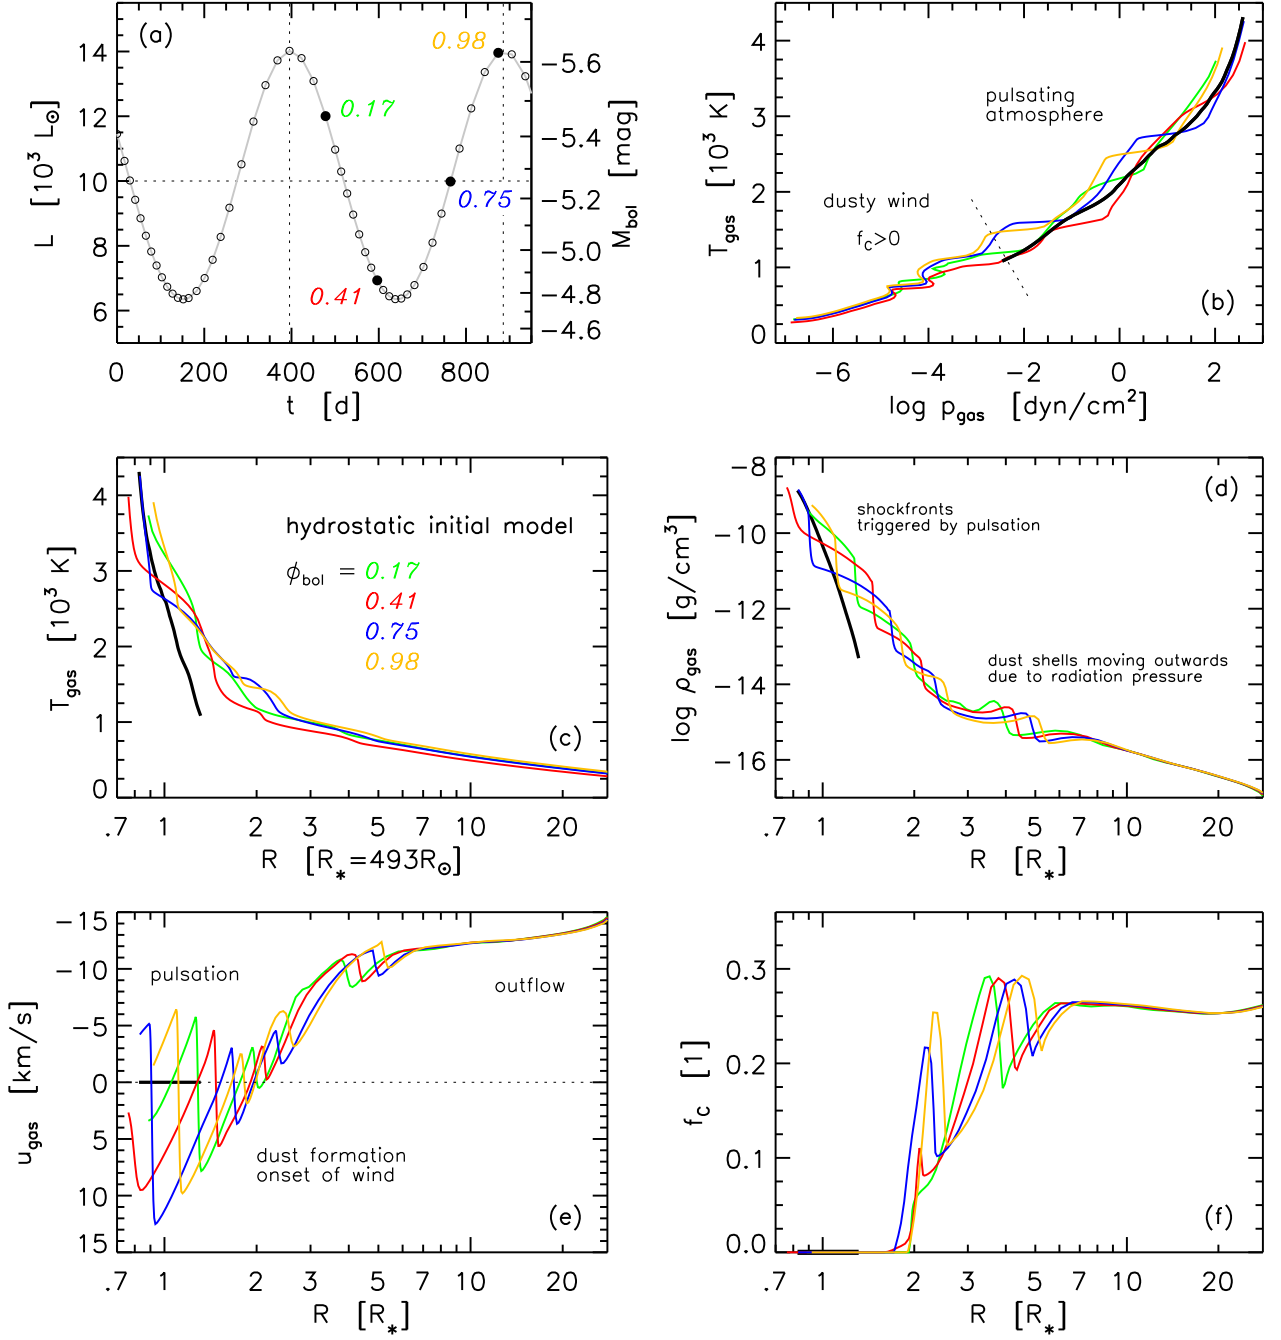 (a)
14
12
10
8
6
L [10³ L⊙]
0.98
0.17
0.75
0.41
−5.6
−5.4
−5.2
−5.0
−4.8
−4.6
M_bol [mag]
0 200 400 600 800
t [d]
4
3
2
1
0
T_gas [10³ K]
pulsating
atmosphere
dusty wind
f_c>0
(b)
−6 −4 −2 0 2
log p_gas [dyn/cm²]
4
3
2
1
0
T_gas [10³ K]
hydrostatic initial model
ϕ_bol = 0.17
0.41
0.75
0.98
(c)
.7 1 2 3 5 7 10 20
R [R_*=493R⊙]
−8
−10
−12
−14
−16
log ρ_gas [g/cm³]
(d)
shockfronts
triggered by pulsation
dust shells moving outwards
due to radiation pressure
.7 1 2 3 5 7 10 20
R [R_*]
−15
−10
−5
0
5
10
15
u_gas [km/s]
pulsation
outflow
dust formation
onset of wind
(e)
.7 1 2 3 5 7 10 20
R [R_*]
0.3
0.2
0.1
0.0
f_c [1]
(f)
.7 1 2 3 5 7 10 20
R [R_*]